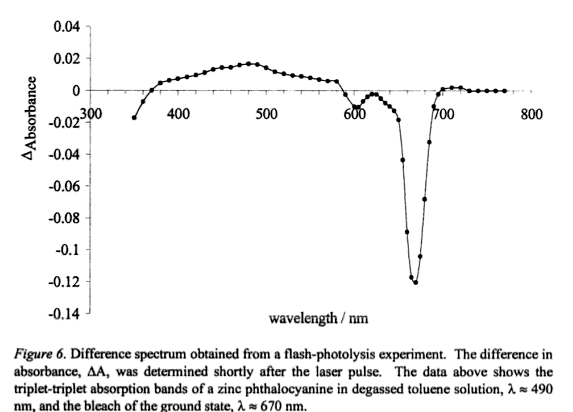 0.04
0.02
0
300 400 500 600 700 800
-0.02
-0.04
-0.06
-0.08
-0.1
-0.12
-0.14
ΔAbsorbance
wavelength / nm
Figure 6. Difference spectrum obtained from a flash-photolysis experiment. The difference in
absorbance, ΔA, was determined shortly after the laser pulse. The data above shows the
triplet-triplet absorption bands of a zinc phthalocyanine in degassed toluene solution, λ ≈ 490
nm, and the bleach of the ground state, λ ≈ 670 nm.